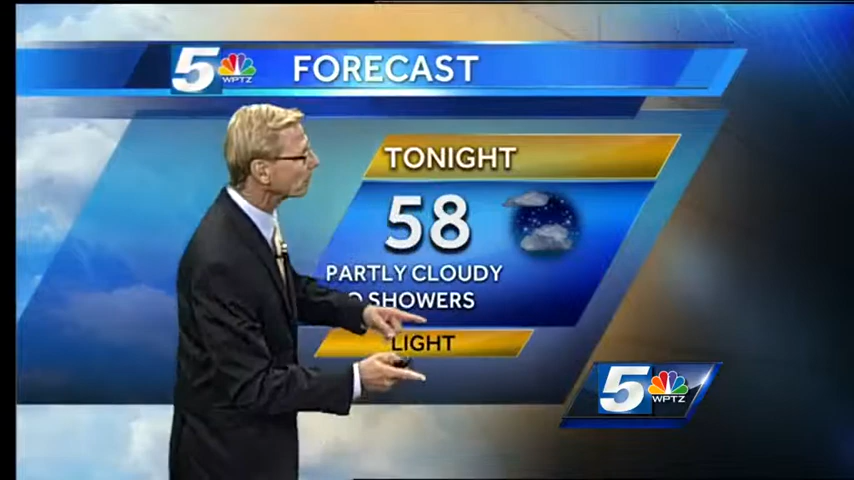 5 WPTZ FORECAST
TONIGHT
58
PARTLY CLOUDY
SHOWERS
LIGHT
5 WPTZ